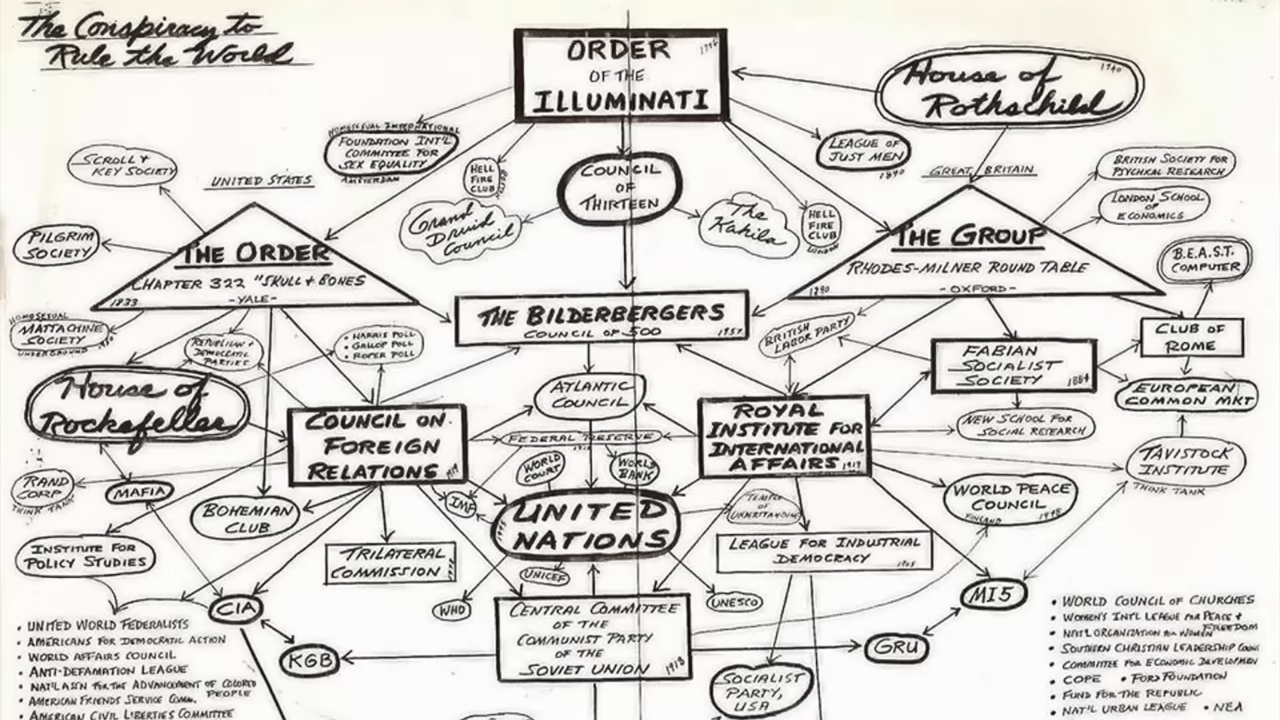 The Conspiracy to
Rule the World
ORDER
OF THE
ILLUMINATI
1776
House of
Rothschild
1740
HOMOSEXUAL INTERNATIONAL
FOUNDATION INT'L
COMMITTEE FOR
SEX EQUALITY
AMSTERDAM
HELL
FIRE
CLUB
COUNCIL
OF
THIRTEEN
LEAGUE OF
JUST MEN
SCROLL &
KEY SOCIETY
UNITED STATES
GREAT BRITAIN
BRITISH SOCIETY FOR
PSYCHICAL RESEARCH
LONDON SCHOOL
OF
ECONOMICS
Grand
Druid
Council
The
Kahila
HELL
FIRE
CLUB
LONDON
PILGRIM
SOCIETY
THE ORDER
CHAPTER 322 "SKULL & BONES
-YALE-
1833
THE GROUP
RHODES-MILNER ROUND TABLE
-OXFORD-
1890
B.E.A.S.T.
COMPUTER
THE BILDERBERGERS
COUNCIL OF 500
1957
HOMOSEXUAL
MATTACHINE
SOCIETY
UNDERGROUND
REPUBLICAN &
DEMOCRATIC
PARTIES
• HARRIS POLL
• GALLOP POLL
• ROPER POLL
BRITISH
LABOR PARTY
CLUB OF
ROME
FABIAN
SOCIALIST
SOCIETY
1884
House of
Rockafeller
ATLANTIC
COUNCIL
EUROPEAN
COMMON MKT
COUNCIL ON
FOREIGN
RELATIONS
1919
ROYAL
INSTITUTE FOR
INTERNATIONAL
AFFAIRS
1919
NEW SCHOOL FOR
SOCIAL RESEARCH
FEDERAL RESERVE
WORLD
COURT
WORLD
BANK
TAVISTOCK
INSTITUTE
THINK TANK
RAND
CORP
THINK TANK
MAFIA
BOHEMIAN
CLUB
IMF
UNITED
NATIONS
TEMPLE
OF
UNDERSTANDING
WORLD PEACE
COUNCIL
FINLAND
INSTITUTE FOR
POLICY STUDIES
TRILATERAL
COMMISSION
LEAGUE FOR INDUSTRIAL
DEMOCRACY
1905
UNICEF
WHO
UNESCO
CIA
CENTRAL COMMITTEE
OF THE
COMMUNIST PARTY
OF THE
SOVIET UNION
MI5
KGB
GRU
SOCIALIST
PARTY,
USA
• UNITED WORLD FEDERALISTS
• AMERICANS FOR DEMOCRATIC ACTION
• WORLD AFFAIRS COUNCIL
• ANTI-DEFAMATION LEAGUE
• NAT'L ASS'N FOR THE ADVANCEMENT OF COLORED
PEOPLE
• AMERICAN FRIENDS SERVICE COMM.
• AMERICAN CIVIL LIBERTIES COMMITTEE
• WORLD COUNCIL OF CHURCHES
• WOMEN'S INT'L LEAGUE FOR PEACE &
FREEDOM
• NAT'L ORGANIZATION FOR WOMEN
• SOUTHERN CHRISTIAN LEADERSHIP
• COMMITTEE FOR ECONOMIC DEVELOPMEN
• COPE • FORD FOUNDATION
• FUND FOR THE REPUBLIC
• NAT'L URBAN LEAGUE • NEA